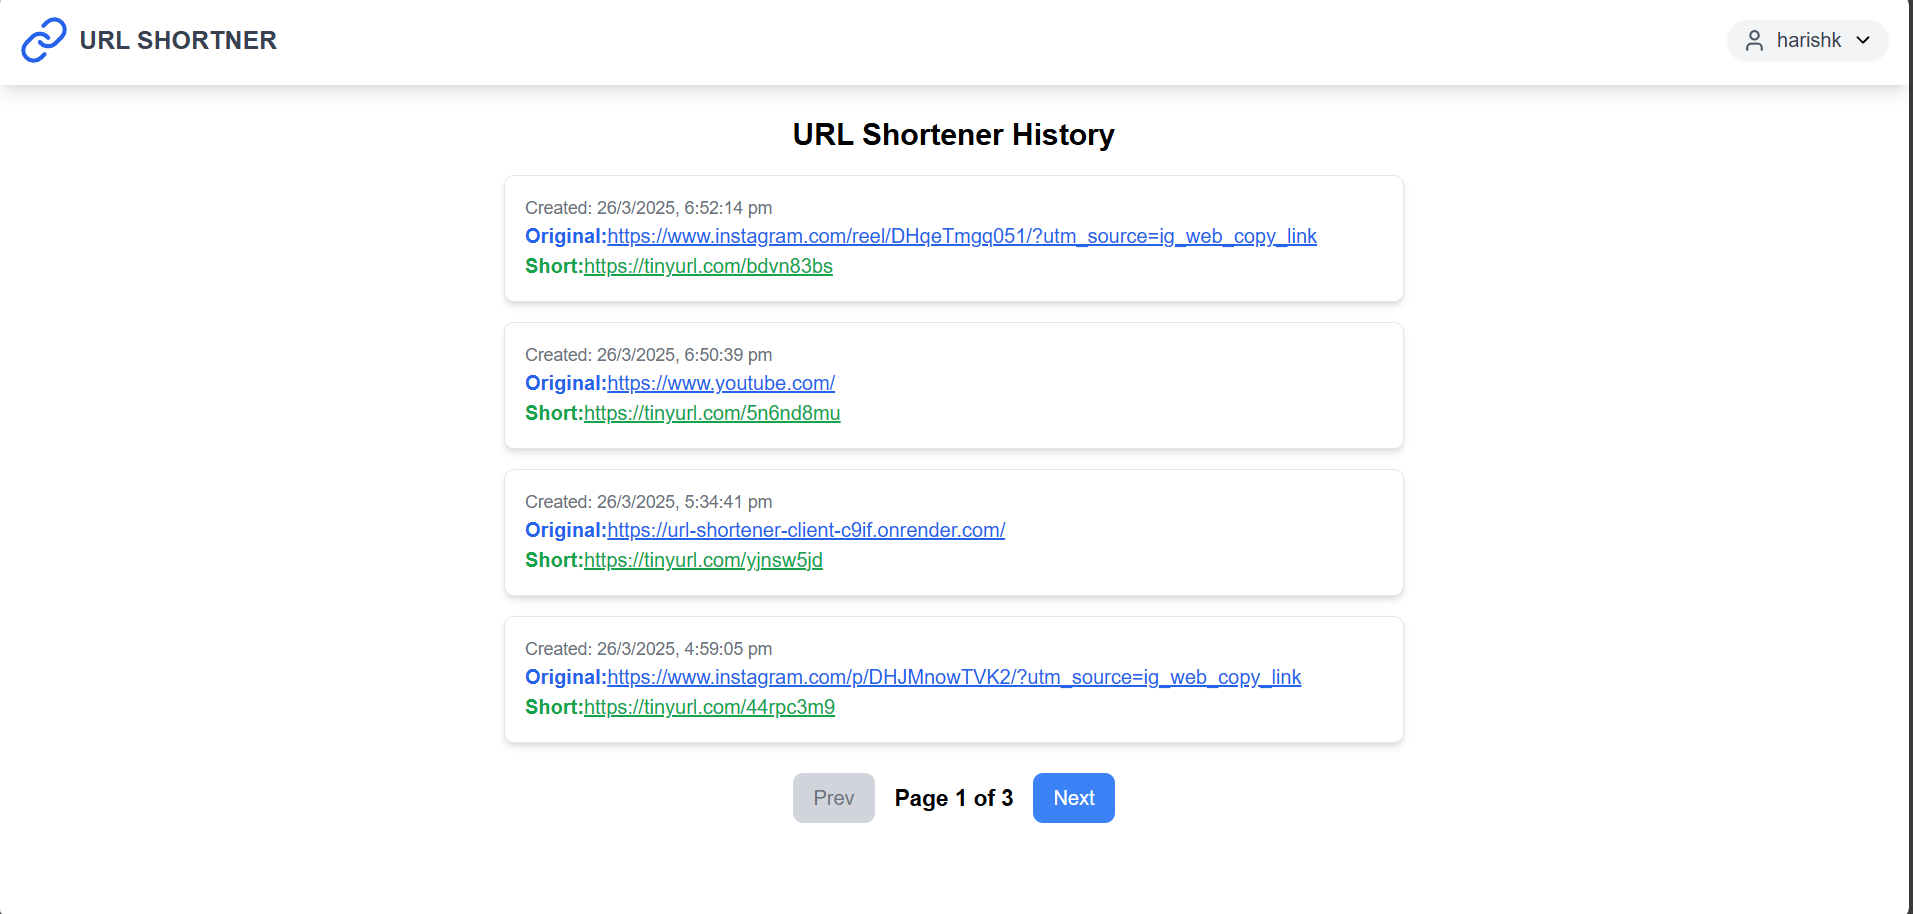 URL SHORTNER
harishk
URL Shortener History
Created: 26/3/2025, 6:52:14 pm
Original:https://www.instagram.com/reel/DHqeTmgq051/?utm_source=ig_web_copy_link
Short:https://tinyurl.com/bdvn83bs
Created: 26/3/2025, 6:50:39 pm
Original:https://www.youtube.com/
Short:https://tinyurl.com/5n6nd8mu
Created: 26/3/2025, 5:34:41 pm
Original:https://url-shortener-client-c9if.onrender.com/
Short:https://tinyurl.com/yjnsw5jd
Created: 26/3/2025, 4:59:05 pm
Original:https://www.instagram.com/p/DHJMnowTVK2/?utm_source=ig_web_copy_link
Short:https://tinyurl.com/44rpc3m9
Prev Page 1 of 3 Next